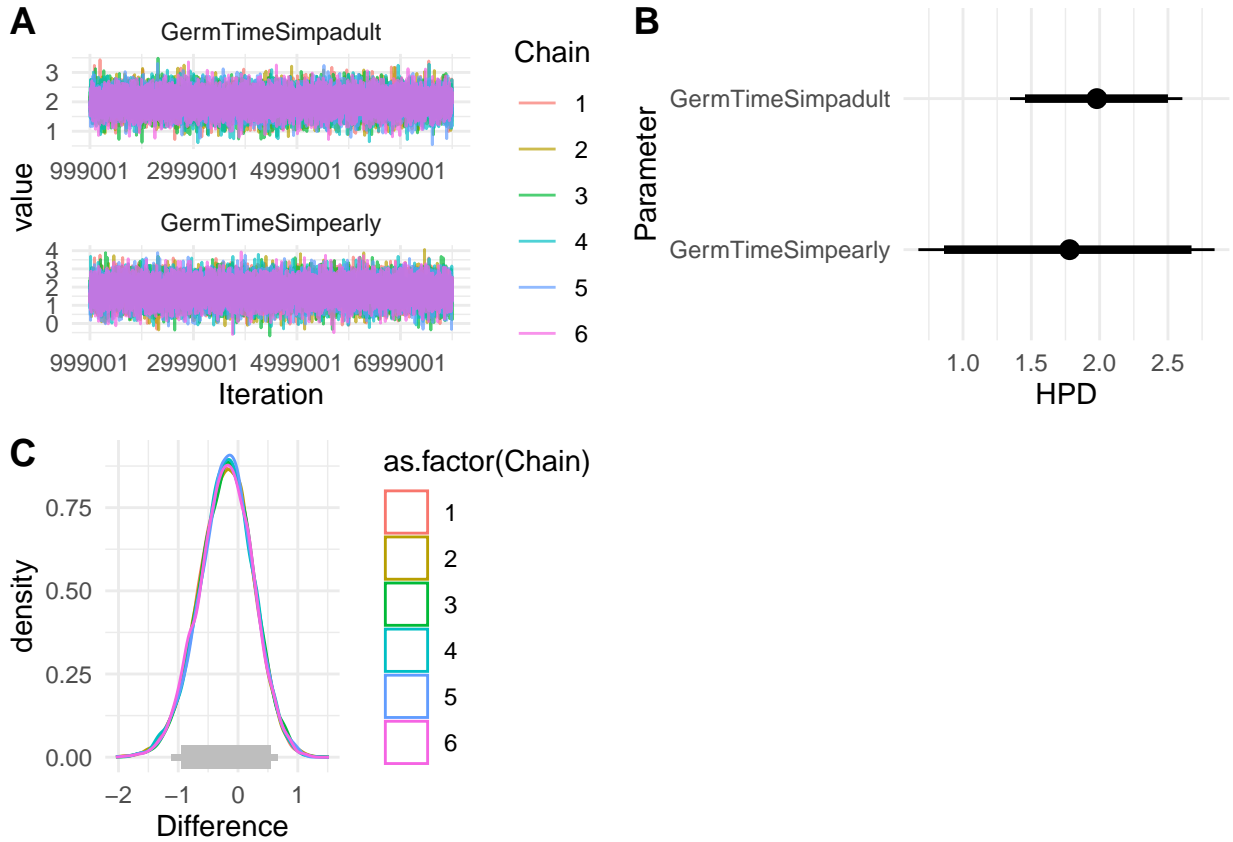 A
GermTimeSimpadult
3
2
1
999001 2999001 4999001 6999001
value
GermTimeSimpearly
4
3
2
1
0
999001 2999001 4999001 6999001
Iteration
Chain
1
2
3
4
5
6
B
Parameter
GermTimeSimpadult
GermTimeSimpearly
1.0 1.5 2.0 2.5
HPD
C
density
0.75
0.50
0.25
0.00
−2 −1 0 1
Difference
as.factor(Chain)
1
2
3
4
5
6